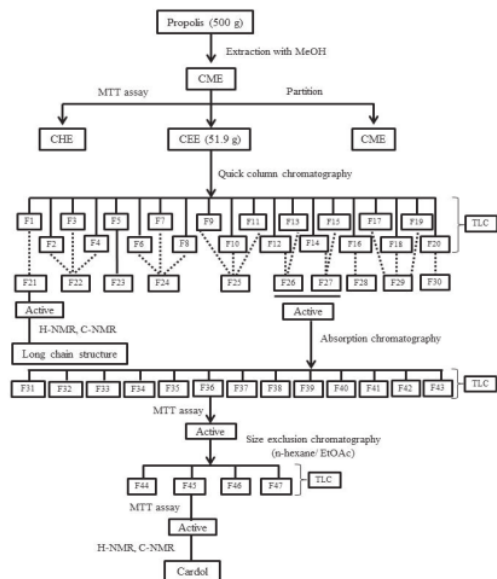 Propolis (500 g)
Extraction with MeOH
CME
MTT assay
Partition
CHE
CEE (51.9 g)
CME
Quick column chromatography
F1 F3 F5 F7 F9 F11 F13 F15 F17 F19
TLC
F2 F4 F6 F8 F10 F12 F14 F16 F18 F20
F21 F22 F23 F24 F25 F26 F27 F28 F29 F30
Active
Active
H-NMR, C-NMR
Absorption chromatography
Long chain structure
F31 F32 F33 F34 F35 F36 F37 F38 F39 F40 F41 F42 F43
TLC
MTT assay
Active
Size exclusion chromatography
(n-hexane/ EtOAc)
F44 F45 F46 F47
TLC
MTT assay
Active
H-NMR, C-NMR
Cardol